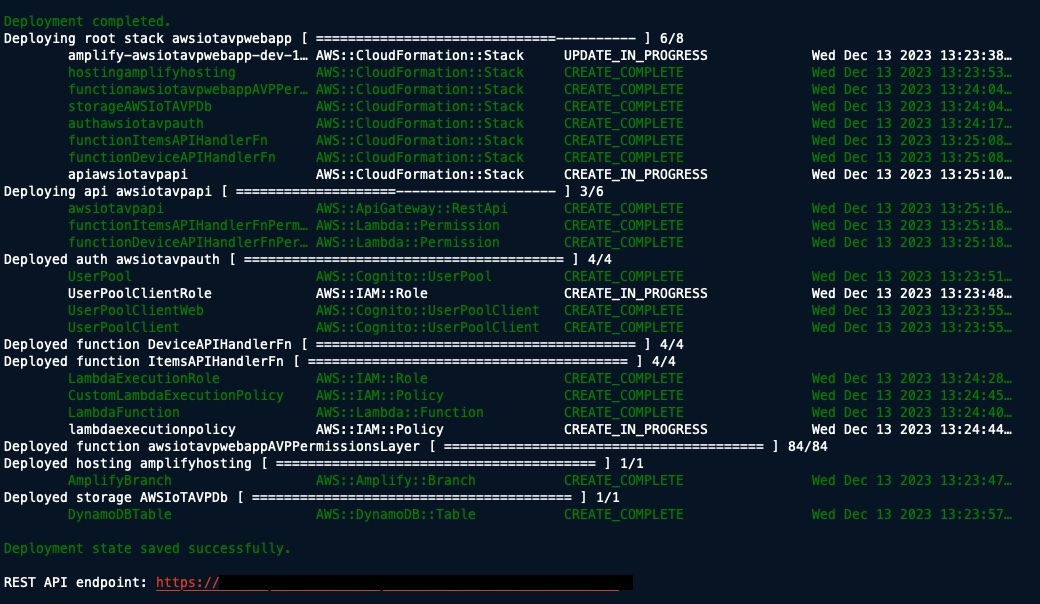 Deployment completed.
Deploying root stack awsiotavpwebapp [ ==============================---------- ] 6/8
amplify-awsiotavpwebapp-dev-1… AWS::CloudFormation::Stack UPDATE_IN_PROGRESS Wed Dec 13 2023 13:23:38…
hostingamplifyhosting AWS::CloudFormation::Stack CREATE_COMPLETE Wed Dec 13 2023 13:23:53…
functionawsiotavpwebappAVPPer… AWS::CloudFormation::Stack CREATE_COMPLETE Wed Dec 13 2023 13:24:04…
storageAWSIoTAVPDb AWS::CloudFormation::Stack CREATE_COMPLETE Wed Dec 13 2023 13:24:04…
authawsiotavpauth AWS::CloudFormation::Stack CREATE_COMPLETE Wed Dec 13 2023 13:24:17…
functionItemsAPIHandlerFn AWS::CloudFormation::Stack CREATE_COMPLETE Wed Dec 13 2023 13:25:08…
functionDeviceAPIHandlerFn AWS::CloudFormation::Stack CREATE_COMPLETE Wed Dec 13 2023 13:25:08…
apiawsiotavpapi AWS::CloudFormation::Stack CREATE_IN_PROGRESS Wed Dec 13 2023 13:25:10…
Deploying api awsiotavpapi [ ====================-------------------- ] 3/6
awsiotavpapi AWS::ApiGateway::RestApi CREATE_COMPLETE Wed Dec 13 2023 13:25:16…
functionItemsAPIHandlerFnPerm… AWS::Lambda::Permission CREATE_COMPLETE Wed Dec 13 2023 13:25:18…
functionDeviceAPIHandlerFnPer… AWS::Lambda::Permission CREATE_COMPLETE Wed Dec 13 2023 13:25:18…
Deployed auth awsiotavpauth [ ======================================== ] 4/4
UserPool AWS::Cognito::UserPool CREATE_COMPLETE Wed Dec 13 2023 13:23:51…
UserPoolClientRole AWS::IAM::Role CREATE_IN_PROGRESS Wed Dec 13 2023 13:23:48…
UserPoolClientWeb AWS::Cognito::UserPoolClient CREATE_COMPLETE Wed Dec 13 2023 13:23:55…
UserPoolClient AWS::Cognito::UserPoolClient CREATE_COMPLETE Wed Dec 13 2023 13:23:55…
Deployed function DeviceAPIHandlerFn [ ======================================== ] 4/4
Deployed function ItemsAPIHandlerFn [ ======================================== ] 4/4
LambdaExecutionRole AWS::IAM::Role CREATE_COMPLETE Wed Dec 13 2023 13:24:28…
CustomLambdaExecutionPolicy AWS::IAM::Policy CREATE_COMPLETE Wed Dec 13 2023 13:24:45…
LambdaFunction AWS::Lambda::Function CREATE_COMPLETE Wed Dec 13 2023 13:24:40…
lambdaexecutionpolicy AWS::IAM::Policy CREATE_IN_PROGRESS Wed Dec 13 2023 13:24:44…
Deployed function awsiotavpwebappAVPPermissionsLayer [ ======================================== ] 84/84
Deployed hosting amplifyhosting [ ======================================== ] 1/1
AmplifyBranch AWS::Amplify::Branch CREATE_COMPLETE Wed Dec 13 2023 13:23:47…
Deployed storage AWSIoTAVPDb [ ======================================== ] 1/1
DynamoDBTable AWS::DynamoDB::Table CREATE_COMPLETE Wed Dec 13 2023 13:23:57…
Deployment state saved successfully.
REST API endpoint: https://